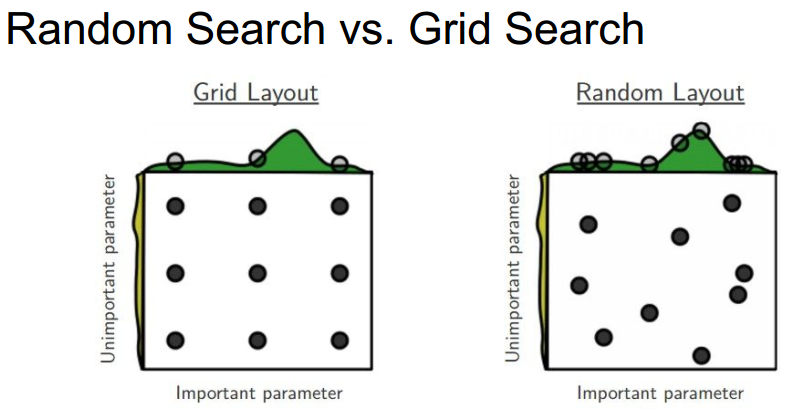 Random Search vs. Grid Search
Grid Layout
Unimportant parameter
Important parameter
Random Layout
Unimportant parameter
Important parameter